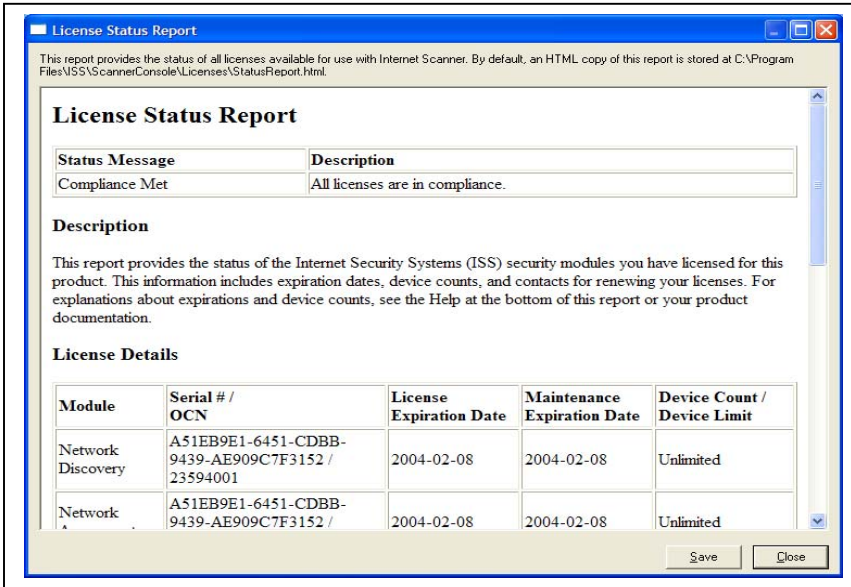 License Status Report
This report provides the status of all licenses available for use with Internet Scanner. By default, an HTML copy of this report is stored at C:\Program
Files\ISS\ScannerConsole\Licenses\StatusReport.html.
License Status Report
Status Message Description
Compliance Met All licenses are in compliance.
Description
This report provides the status of the Internet Security Systems (ISS) security modules you have licensed for this
product. This information includes expiration dates, device counts, and contacts for renewing your licenses. For
explanations about expirations and device counts, see the Help at the bottom of this report or your product
documentation.
License Details
Module Serial # / OCN License Expiration Date Maintenance Expiration Date Device Count / Device Limit
Network Discovery A51EB9E1-6451-CDBB-9439-AE909C7F3152 / 23594001 2004-02-08 2004-02-08 Unlimited
Network A51EB9E1-6451-CDBB-9439-AE909C7F3152 / 2004-02-08 2004-02-08 Unlimited
Save Close